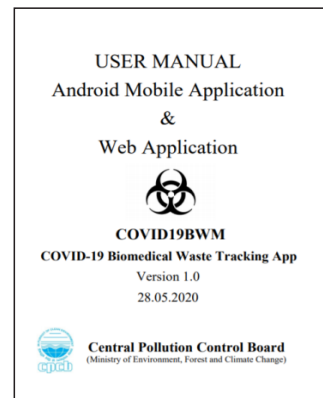 USER MANUAL
Android Mobile Application
&
Web Application
COVID19BWM
COVID-19 Biomedical Waste Tracking App
Version 1.0
28.05.2020
Central Pollution Control Board
(Ministry of Environment, Forest and Climate Change)